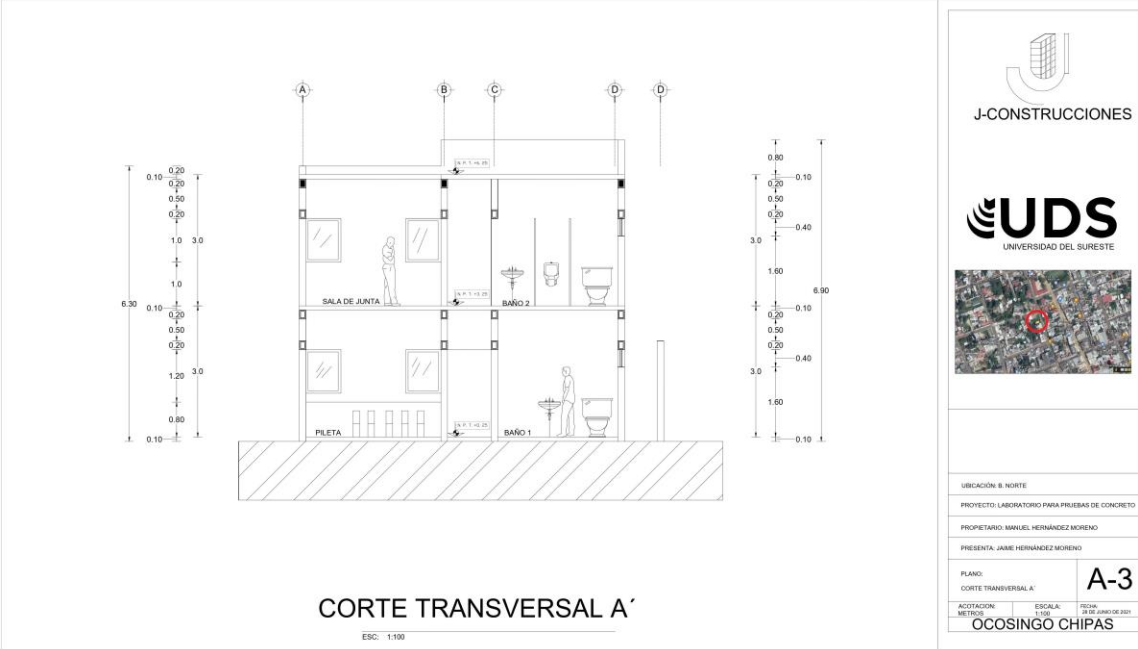 A B C D D
0.20
0.10
0.20
0.50
0.20
1.0
3.0
1.0
6.30
0.10
0.20
0.50
0.20
1.20
3.0
0.80
0.10
0.80
0.10
0.20
0.50
0.20
0.40
3.0
1.60
6.90
0.10
0.20
0.50
0.20
0.40
3.0
1.60
0.10
SALA DE JUNTA
BAÑO 2
PILETA
BAÑO 1
CORTE TRANSVERSAL A´
ESC: 1:100
J-CONSTRUCCIONES
UDS
UNIVERSIDAD DEL SURESTE
UBICACIÓN: B. NORTE
PROYECTO: LABORATORIO PARA PRUEBAS DE CONCRETO
PROPIETARIO: MANUEL HERNÁNDEZ MORENO
PRESENTA: JAIME HERNÁNDEZ MORENO
PLANO:
CORTE TRANSVERSAL A´
A-3
ACOTACION:
METROS
ESCALA:
1:100
FECHA:
28 DE JUNIO DE 2021
OCOSINGO CHIPAS